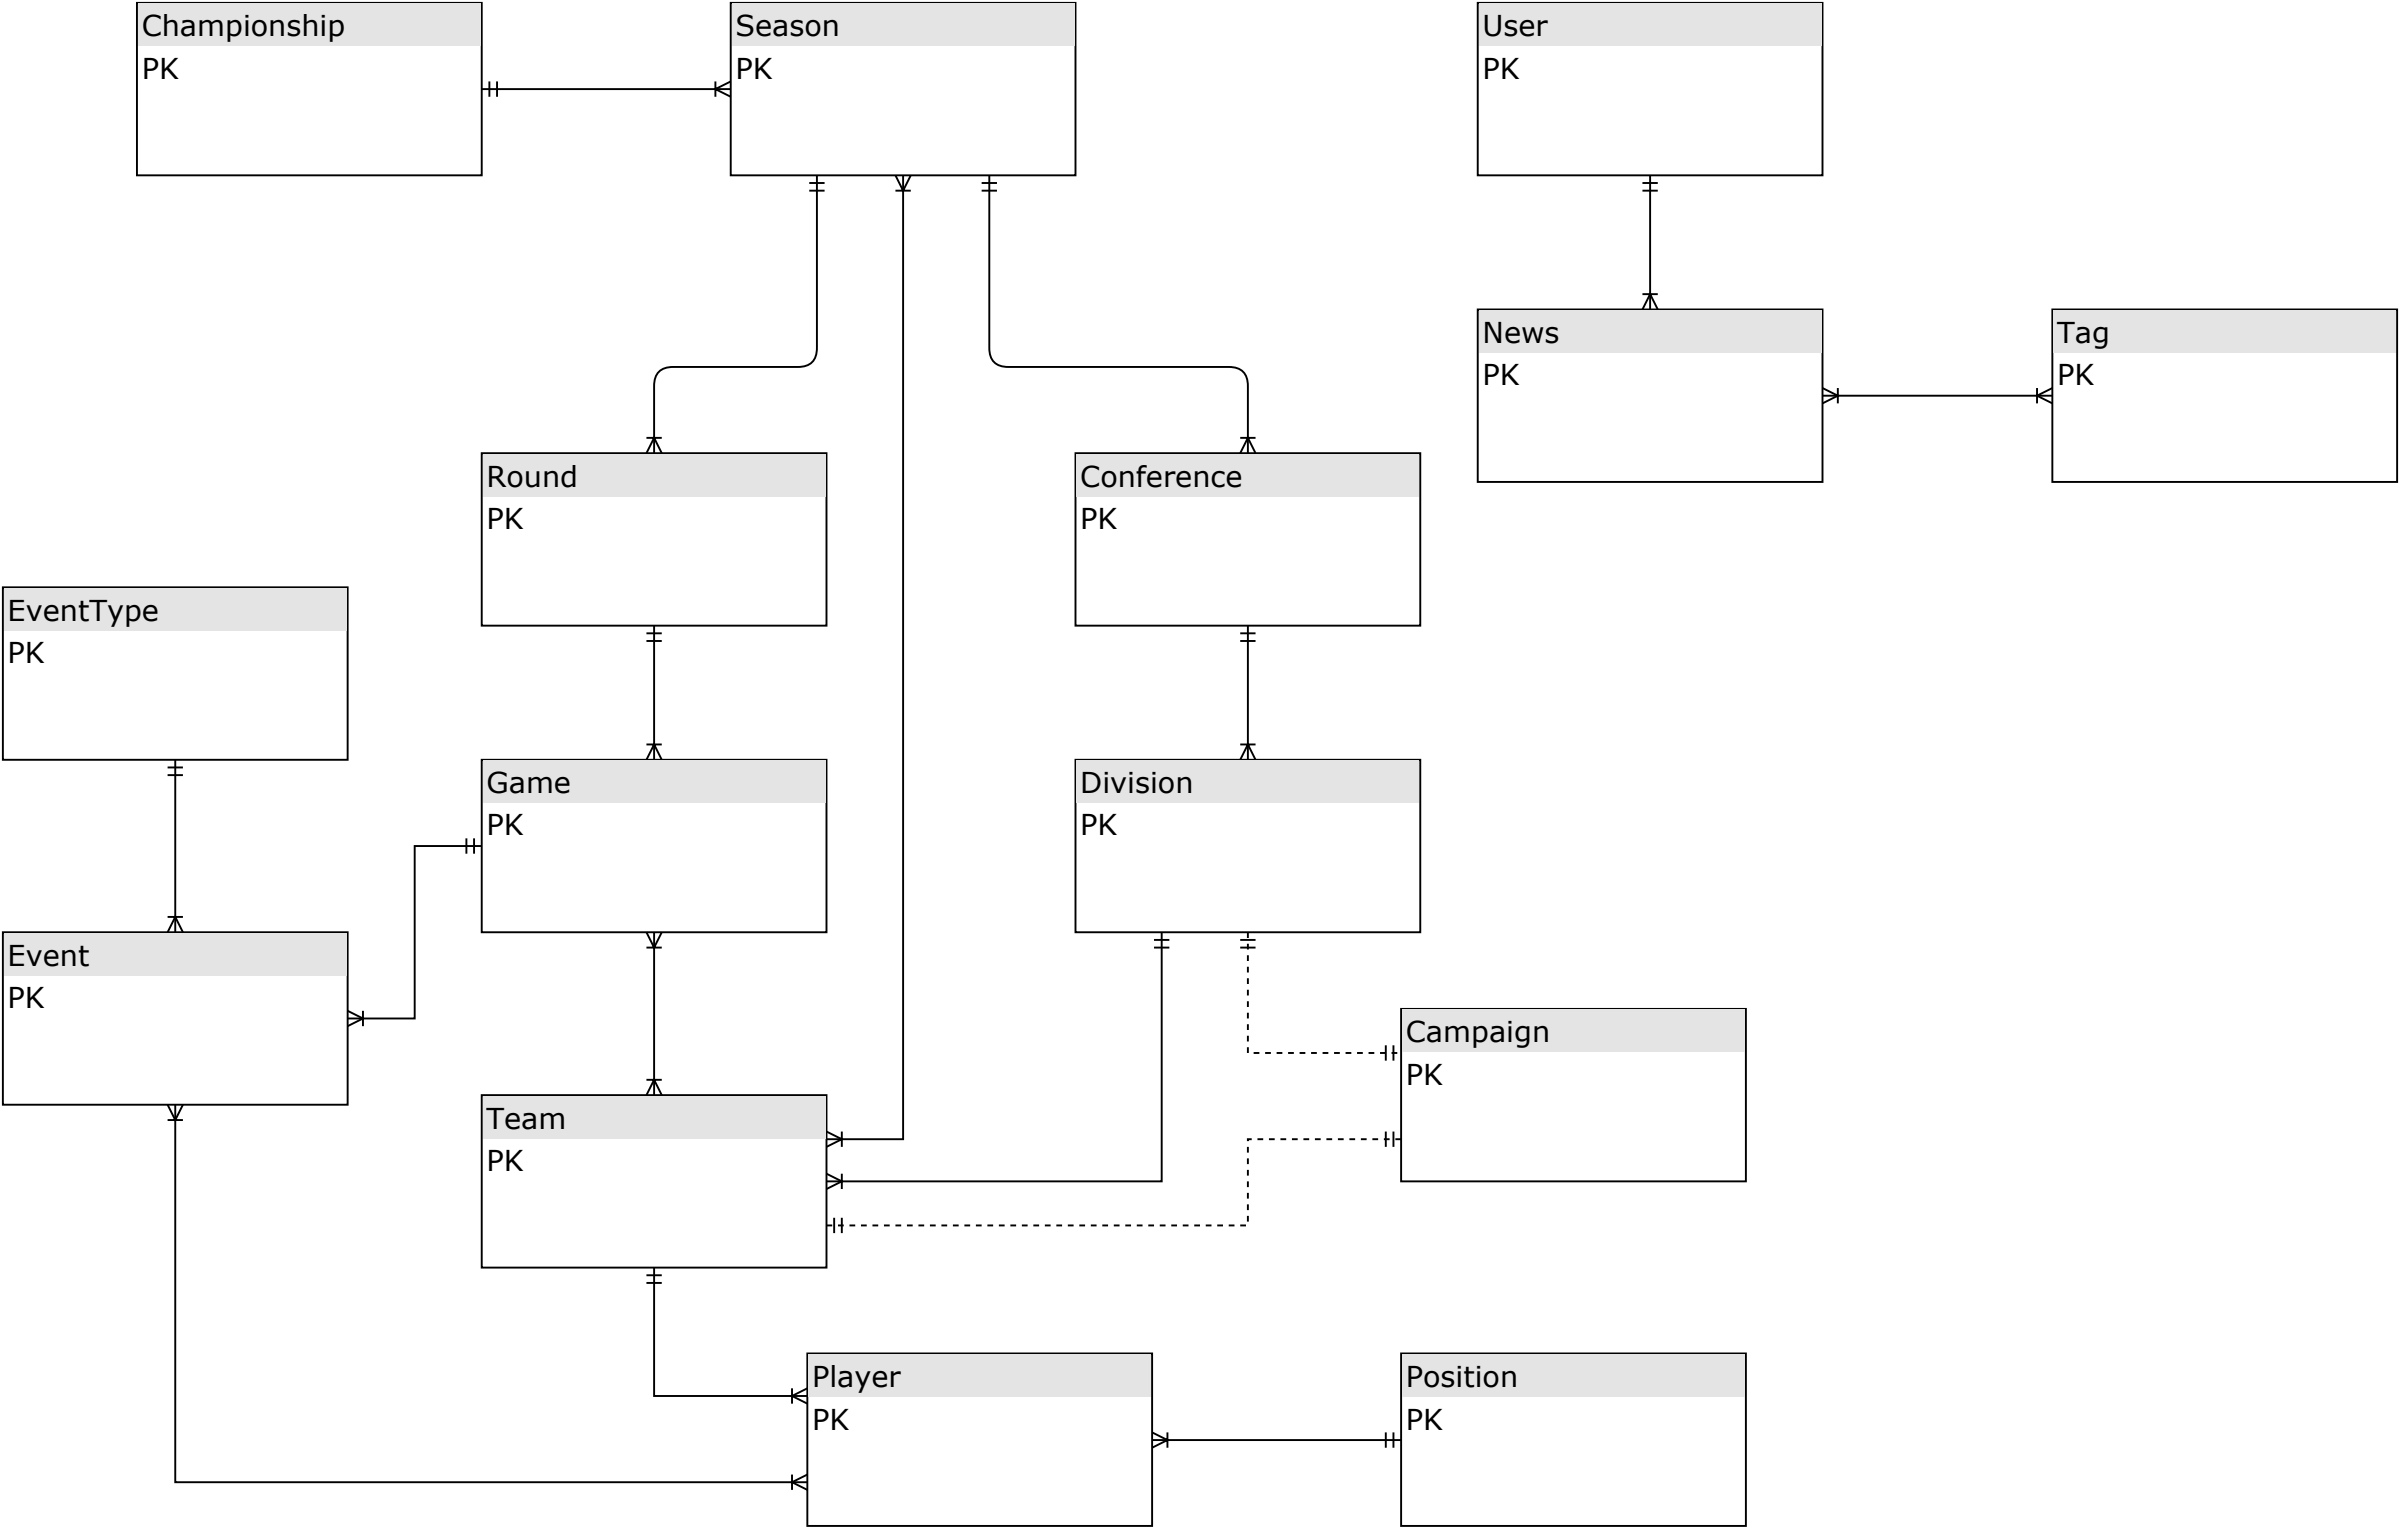 Championship
PK
Season
PK
User
PK
News
PK
Tag
PK
Round
PK
Conference
PK
EventType
PK
Game
PK
Division
PK
Event
PK
Campaign
PK
Team
PK
Player
PK
Position
PK